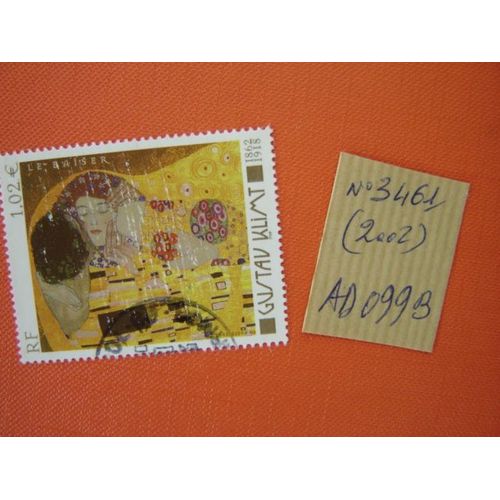 LE BAISER
1,02 €
RF
GUSTAV KLIMT
1862
1918
N° 3461
(2002)
AD099B